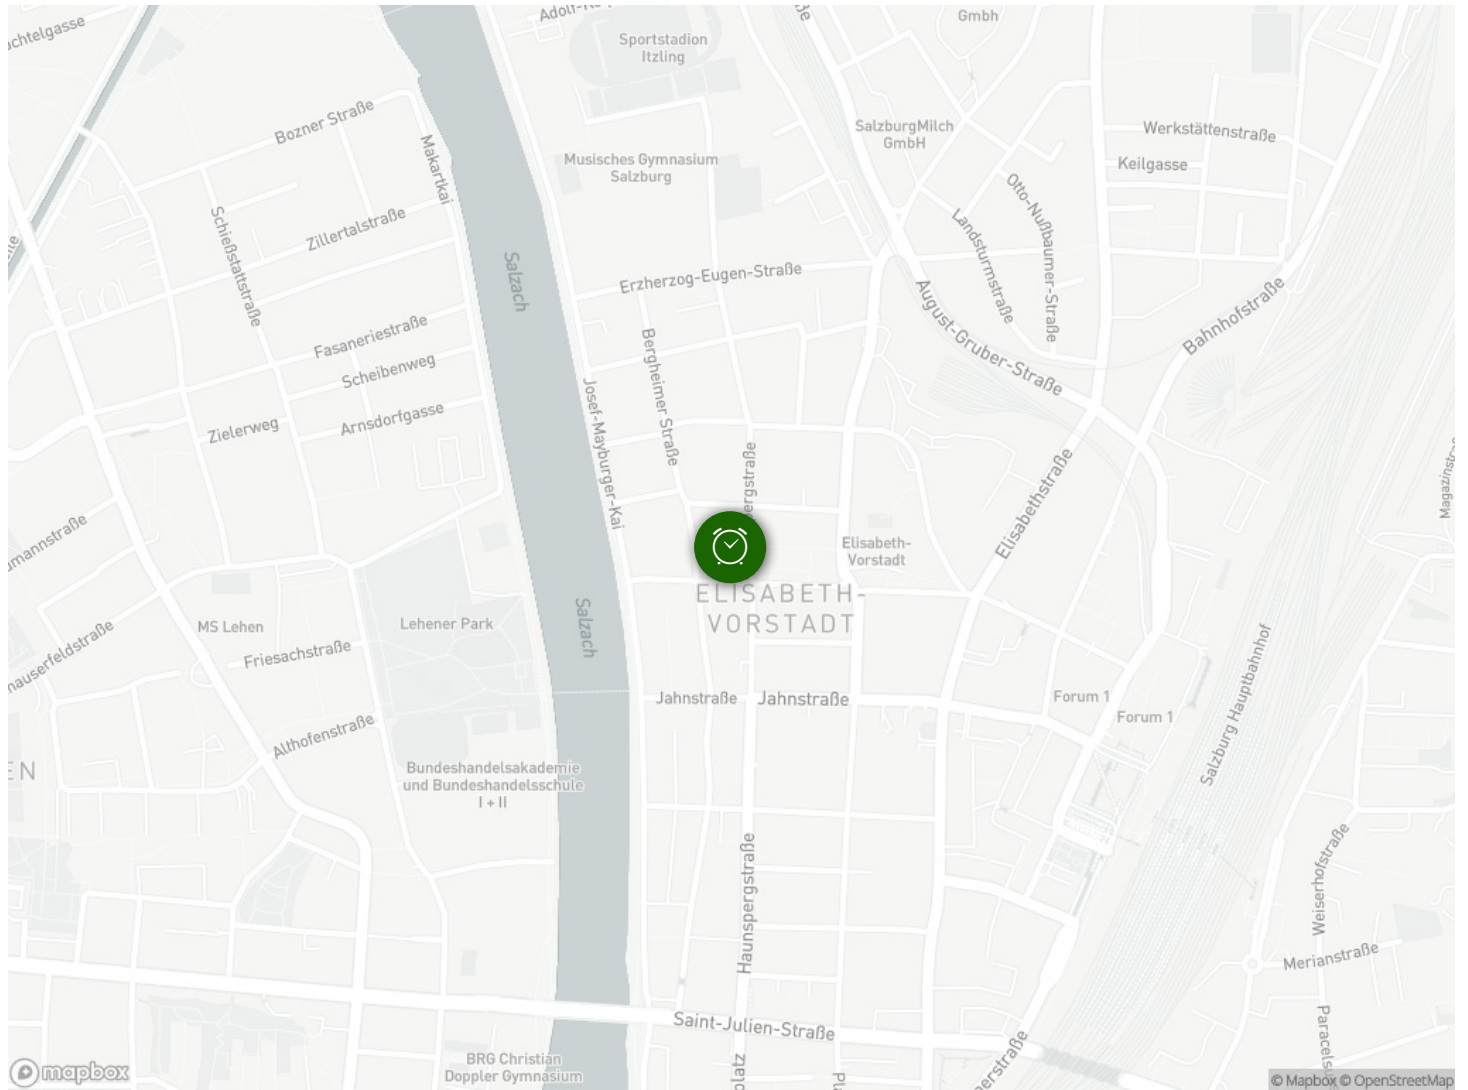 Gmbh
Sportstadion
Itzling
SalzburgMilch
GmbH
Werkstättenstraße
Keilgasse
Bozner Straße
Makartkai
Musisches Gymnasium
Salzburg
Otto-Nußbaumer-Straße
Landsturmstraße
Schießstattstraße
Zillertalstraße
Salzach
Erzherzog-Eugen-Straße
August-Gruber-Straße
Bahnhofstraße
Fasaneriestraße
Scheibenweg
Bergheimer Straße
Josef-Mayburger-Kai
Zielerweg
Arnsdorfgasse
Elisabethstraße
Elisabeth-
Vorstadt
ELISABETH-
VORSTADT
Salzach
MS Lehen
Lehener Park
Friesachstraße
Jahnstraße
Jahnstraße
Forum 1
Forum 1
Salzburg Hauptbahnhof
Althofenstraße
Bundeshandelsakademie
und Bundeshandelsschule
I + II
Haunspergstraße
Weiserhofstraße
Merianstraße
Saint-Julien-Straße
BRG Christian
Doppler Gymnasium
mapbox
© Mapbox © OpenStreetMap